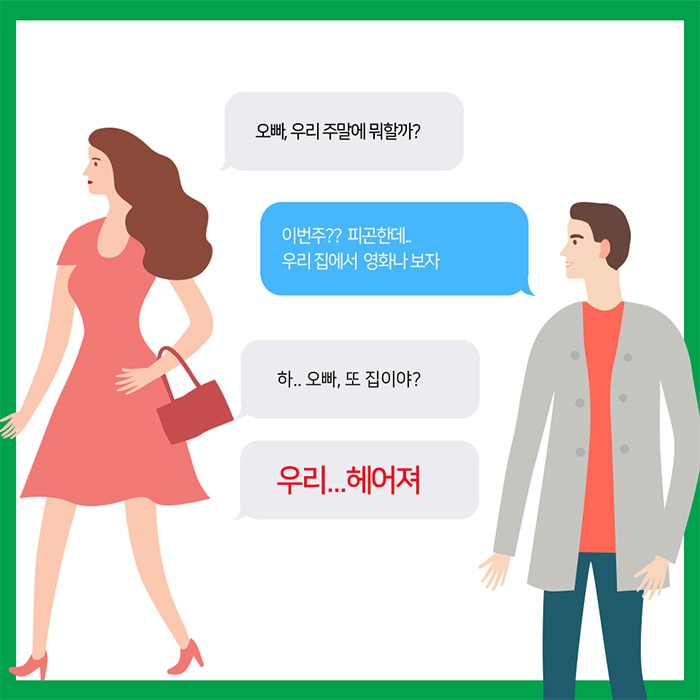 오빠, 우리 주말에 뭐할까?
이번주?? 피곤한데..
우리 집에서 영화나 보자
하.. 오빠, 또 집이야?
우리...헤어져